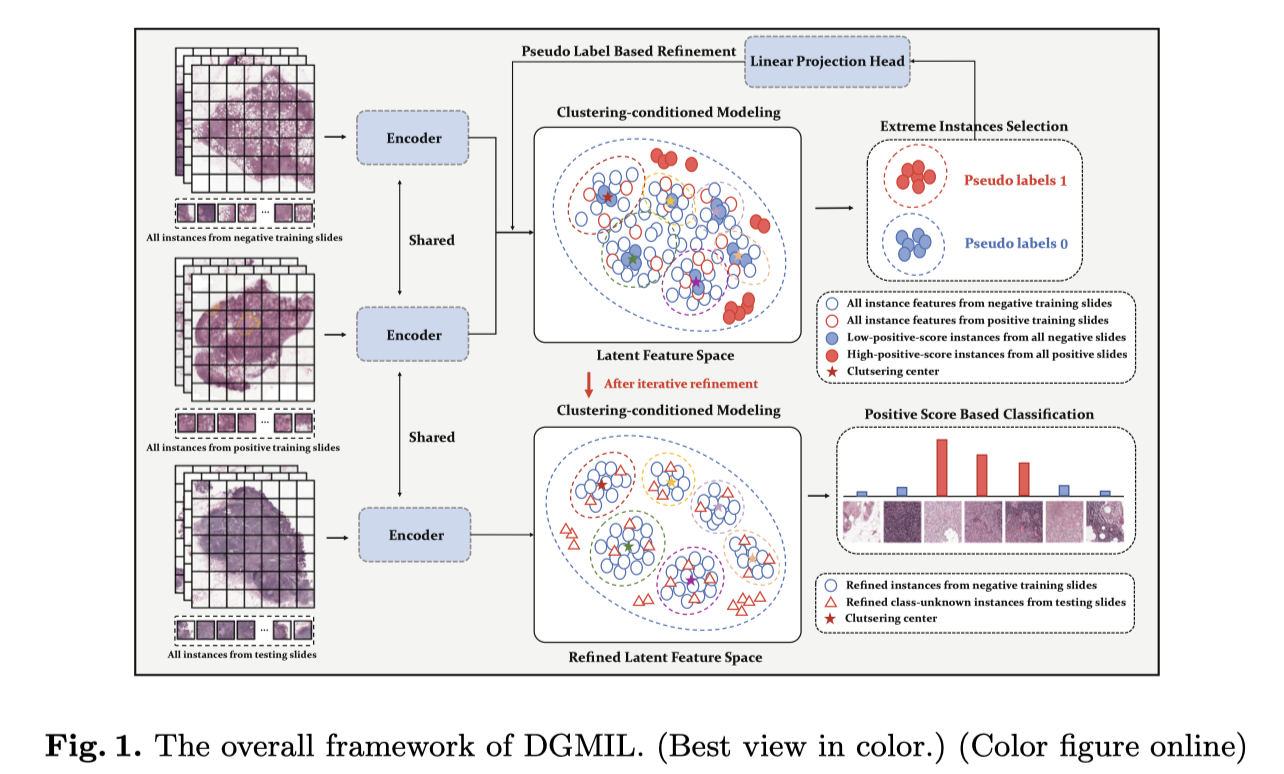 Pseudo Label Based Refinement
Linear Projection Head
Clustering-conditioned Modeling
Extreme Instances Selection
Encoder
Pseudo labels 1
Pseudo labels 0
All instances from negative training slides
Shared
All instance features from negative training slides
All instance features from positive training slides
Low-positive-score instances from all negative slides
High-positive-score instances from all positive slides
Clutsering center
Encoder
Latent Feature Space
After iterative refinement
Clustering-conditioned Modeling
Positive Score Based Classification
All instances from positive training slides
Shared
Encoder
Refined instances from negative training slides
Refined class-unknown instances from testing slides
Clutsering center
All instances from testing slides
Refined Latent Feature Space
Fig. 1. The overall framework of DGMIL. (Best view in color.) (Color figure online)